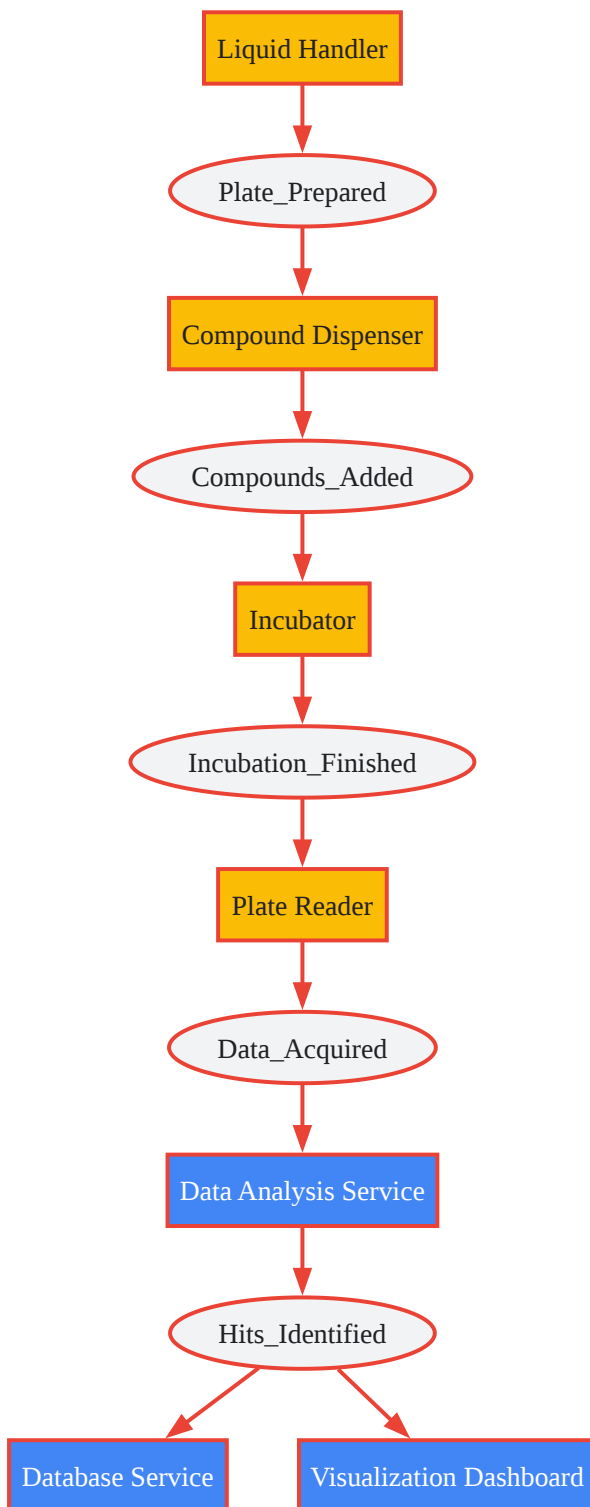 Liquid Handler
Plate_Prepared
Compound Dispenser
Compounds_Added
Incubator
Incubation_Finished
Plate Reader
Data_Acquired
Data Analysis Service
Hits_Identified
Database Service
Visualization Dashboard